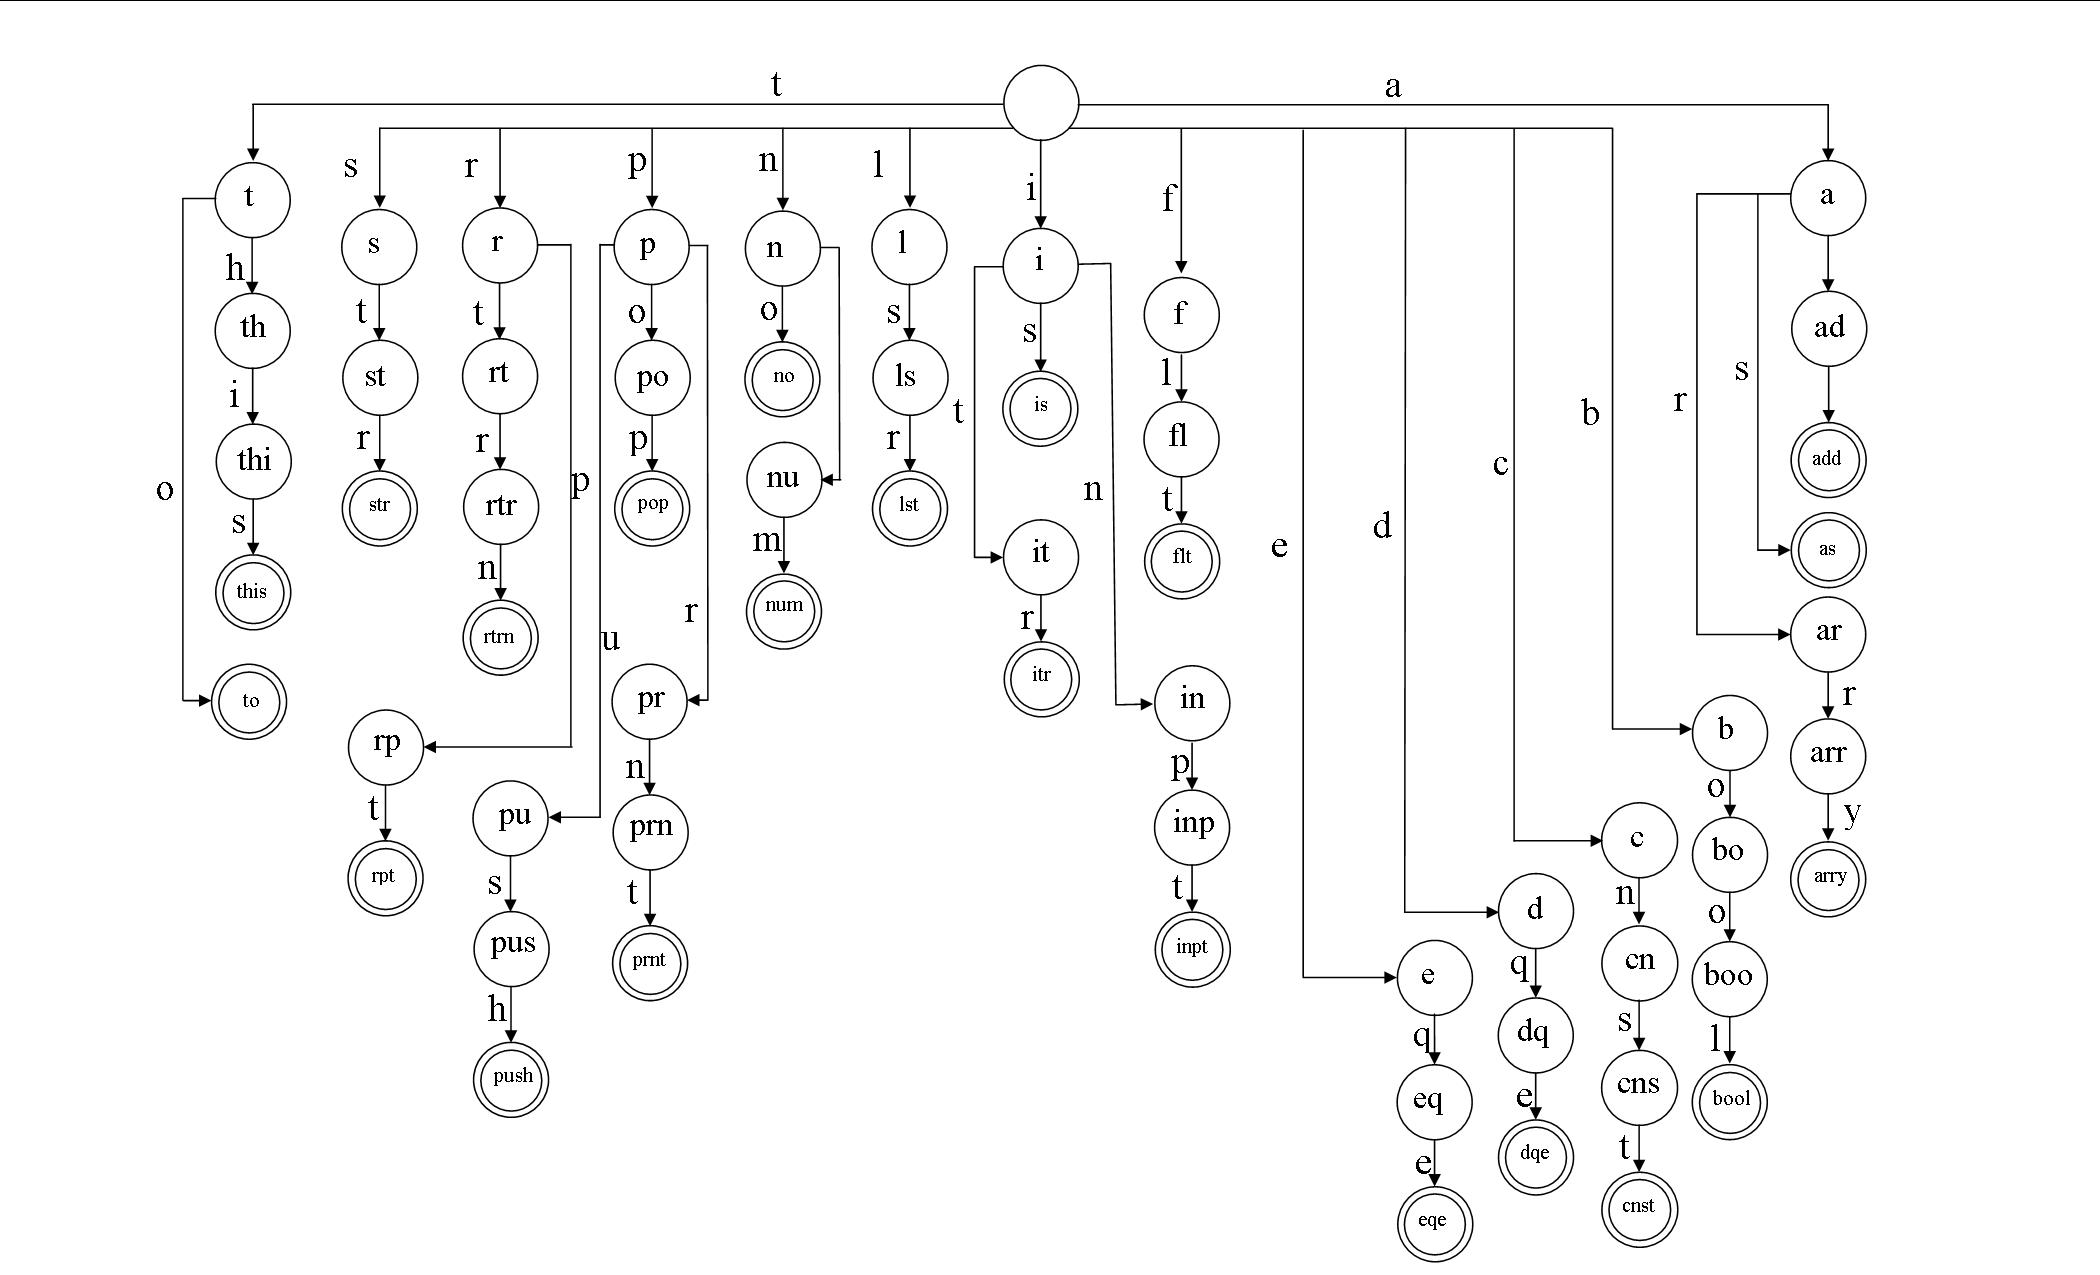 t a
s r p n l i f
t a
s r p n l i f
h t t o o s
th st rt po no ls
s l
is fl
ad
i r r p r t
thi str rtr pop nu lst
s r
add
o p n m t n c b
this rtrn num it flt as
e d
u r r
to pr itr in ar
rp n p b r
t pu prn inp c o arr
rpt s t t n bo y
pus prnt inpt d cn o arry
h e q s boo
push q dq cns l
eq e t bool
e dqe cnst
eqe